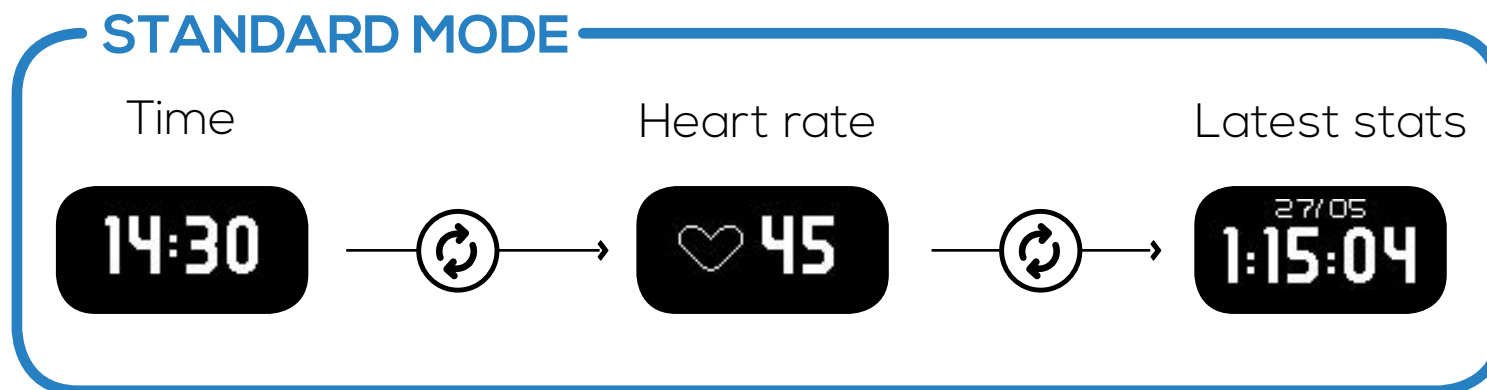 STANDARD MODE
Time
Heart rate
Latest stats
14:30
45
27/05
1:15:04